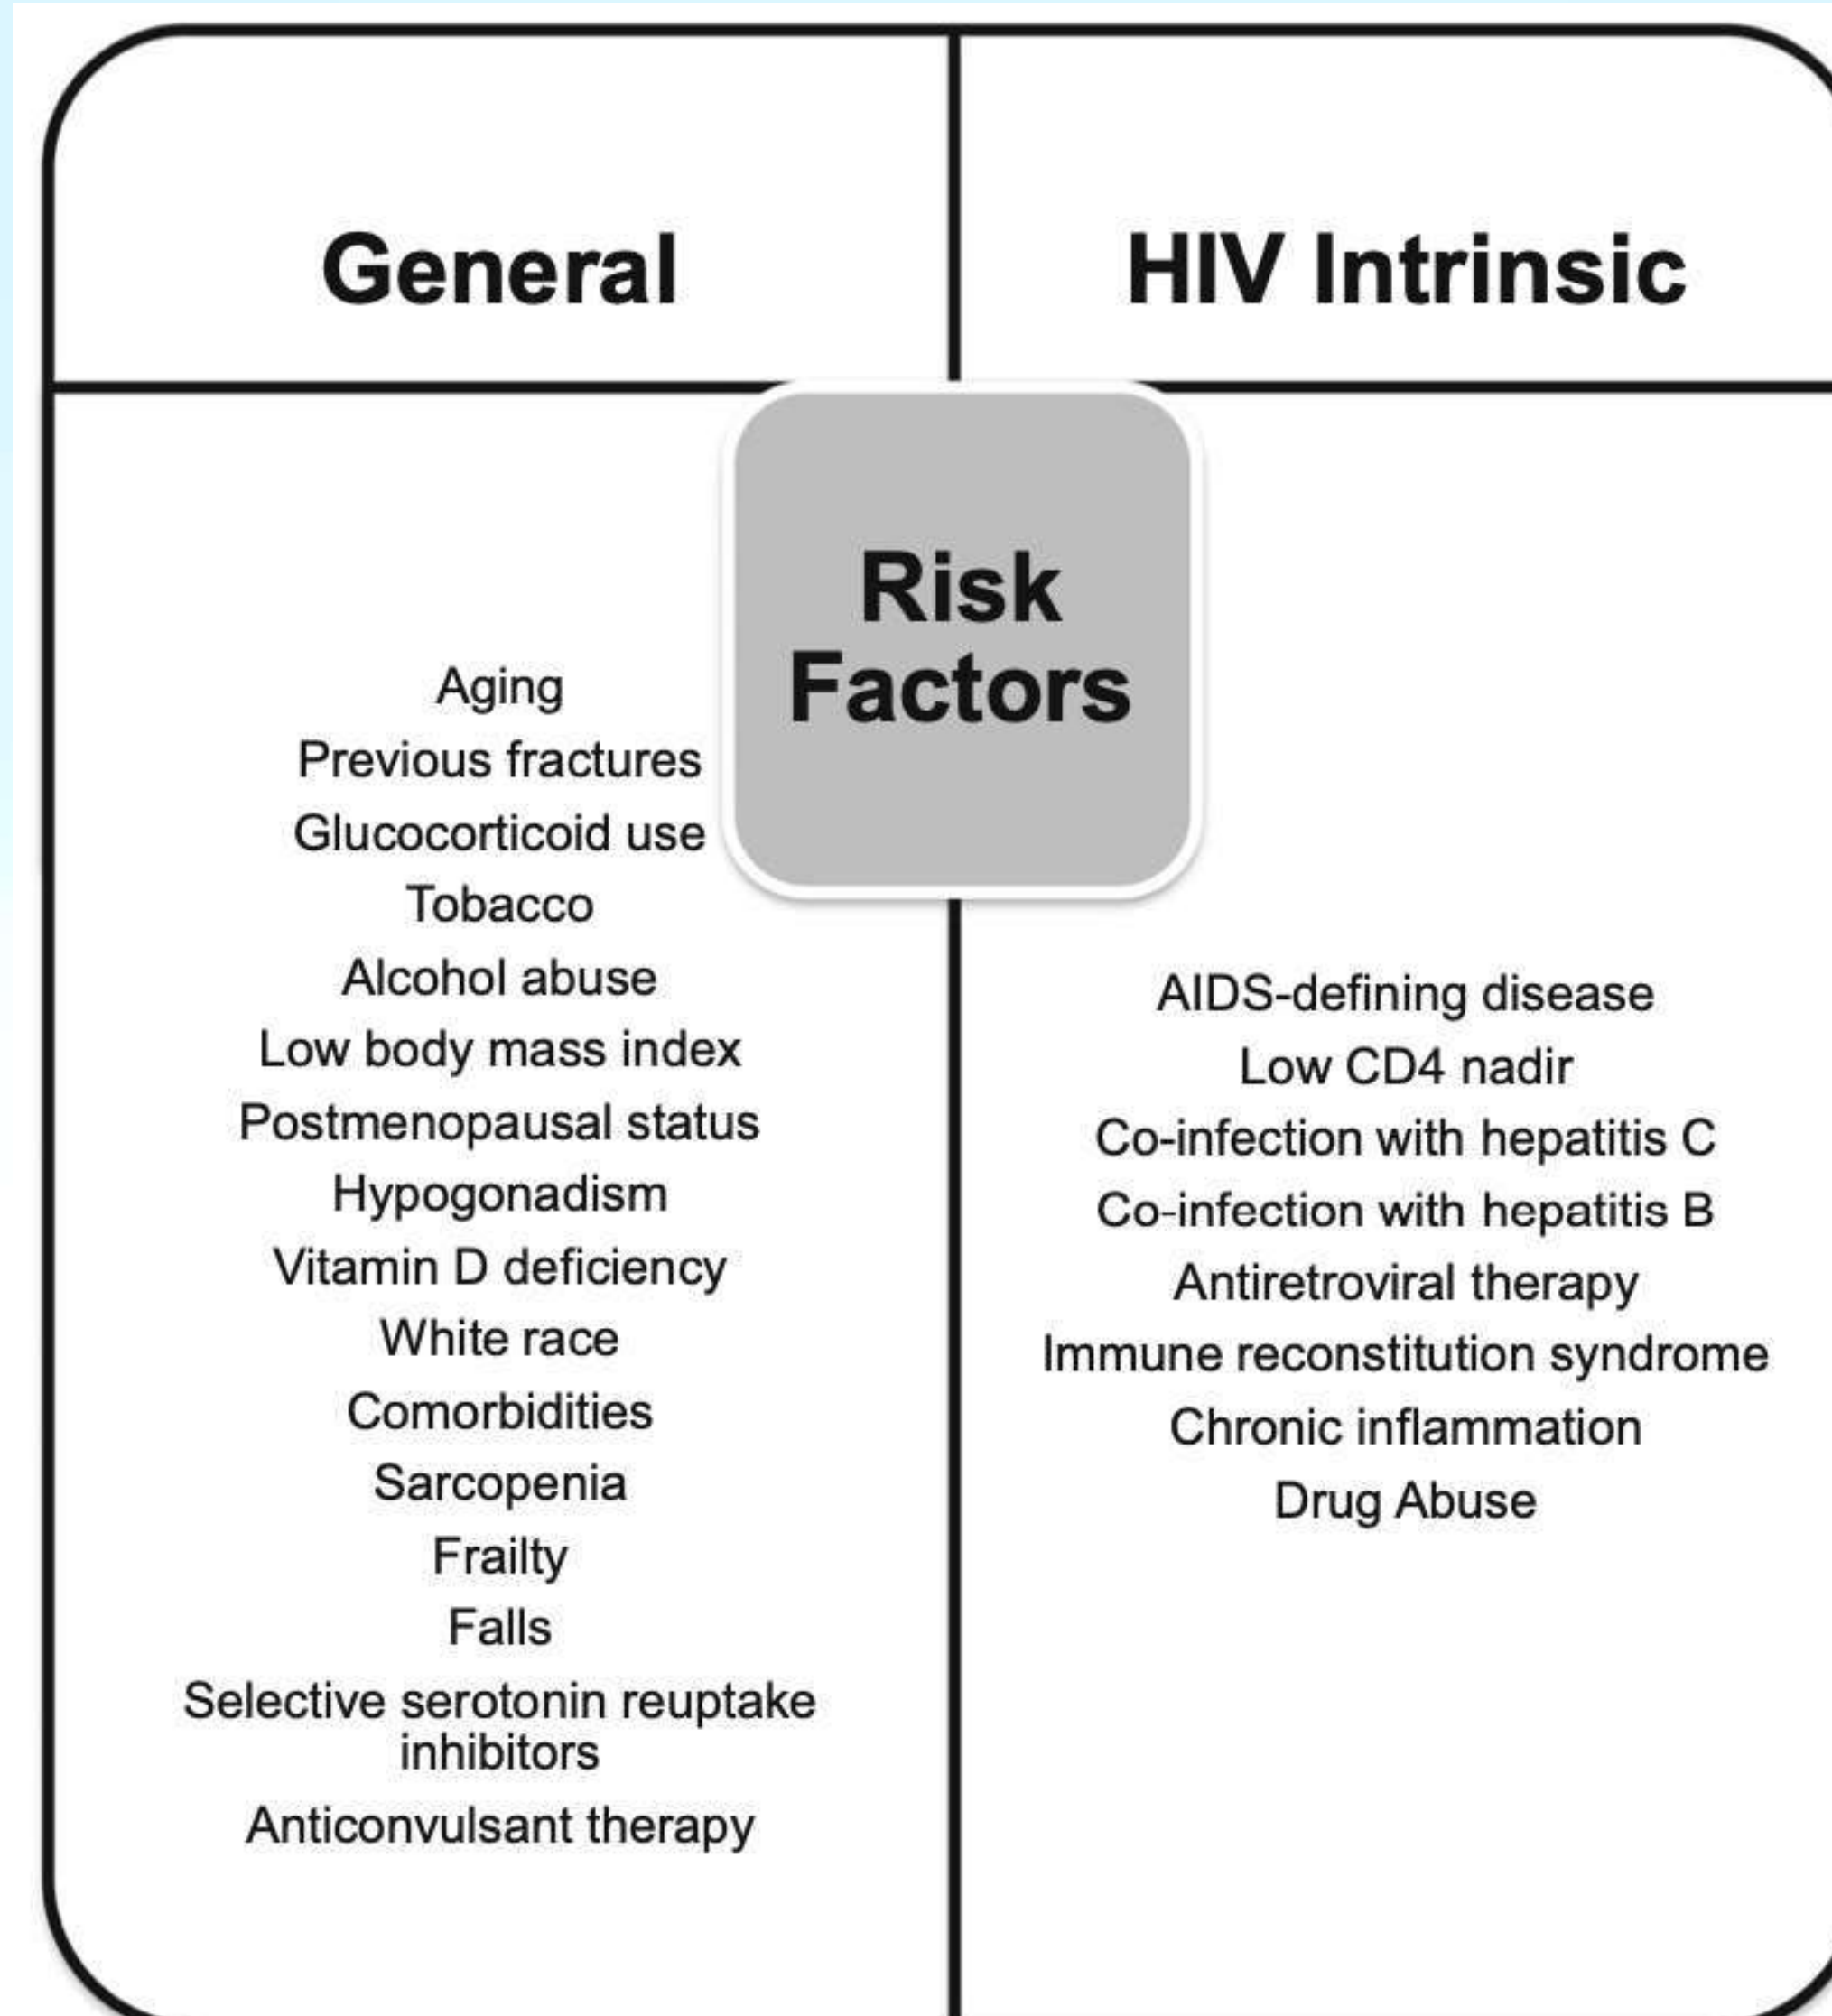 General
HIV Intrinsic
Risk
Factors
Aging
Previous fractures
Glucocorticoid use
Tobacco
Alcohol abuse
Low body mass index
Postmenopausal status
Hypogonadism
Vitamin D deficiency
White race
Comorbidities
Sarcopenia
Frailty
Falls
Selective serotonin reuptake
inhibitors
Anticonvulsant therapy
AIDS-defining disease
Low CD4 nadir
Co-infection with hepatitis C
Co-infection with hepatitis B
Antiretroviral therapy
Immune reconstitution syndrome
Chronic inflammation
Drug Abuse